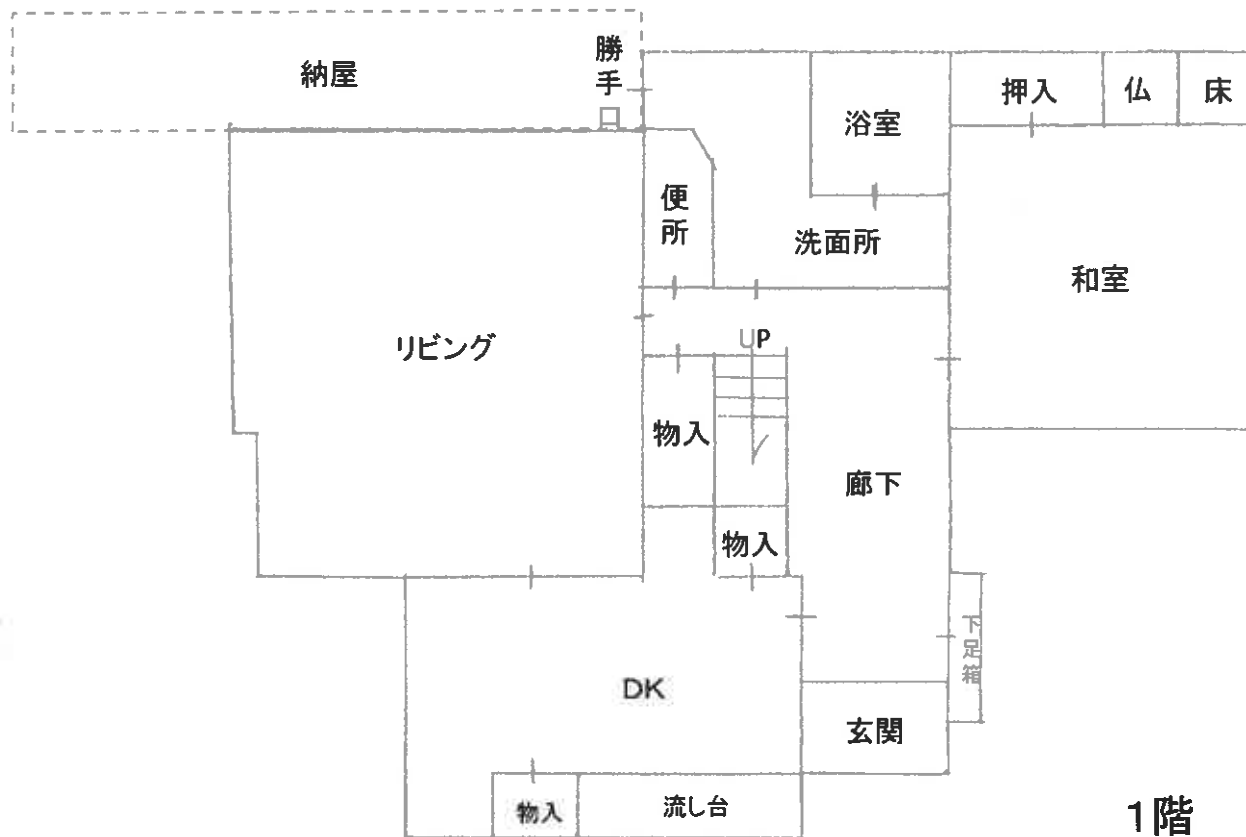 納屋
勝手
口
押入
仏
床
浴室
便所
洗面所
和室
リビング
UP
物入
廊下
物入
下足箱
DK
玄関
物入
流し台
1階